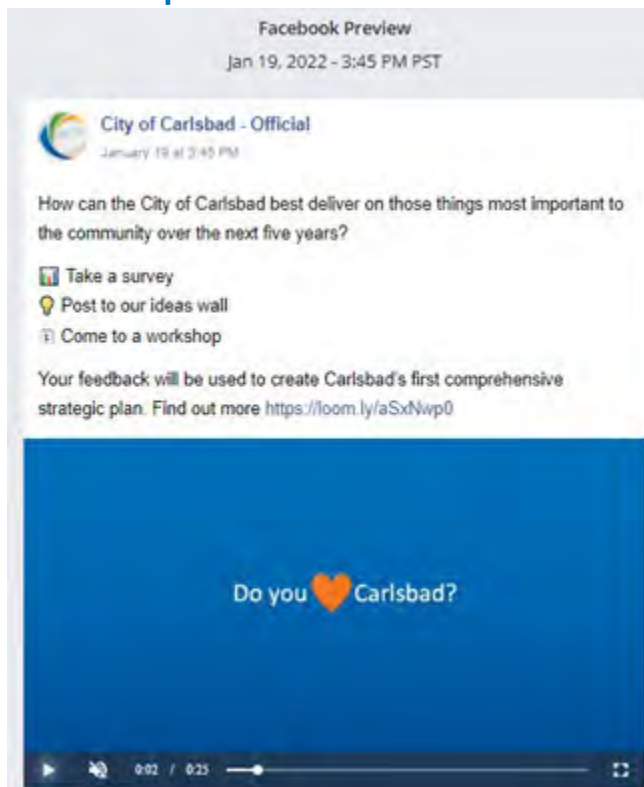 Facebook Preview
Jan 19, 2022 - 3:45 PM PST
City of Carlsbad - Official
January 19 at 3:45 PM
How can the City of Carlsbad best deliver on those things most important to
the community over the next five years?
📊 Take a survey
💡 Post to our ideas wall
🗓 Come to a workshop
Your feedback will be used to create Carlsbad's first comprehensive
strategic plan. Find out more https://loom.ly/aSxNwp0
Do you 🧡 Carlsbad?
0:02 / 0:25